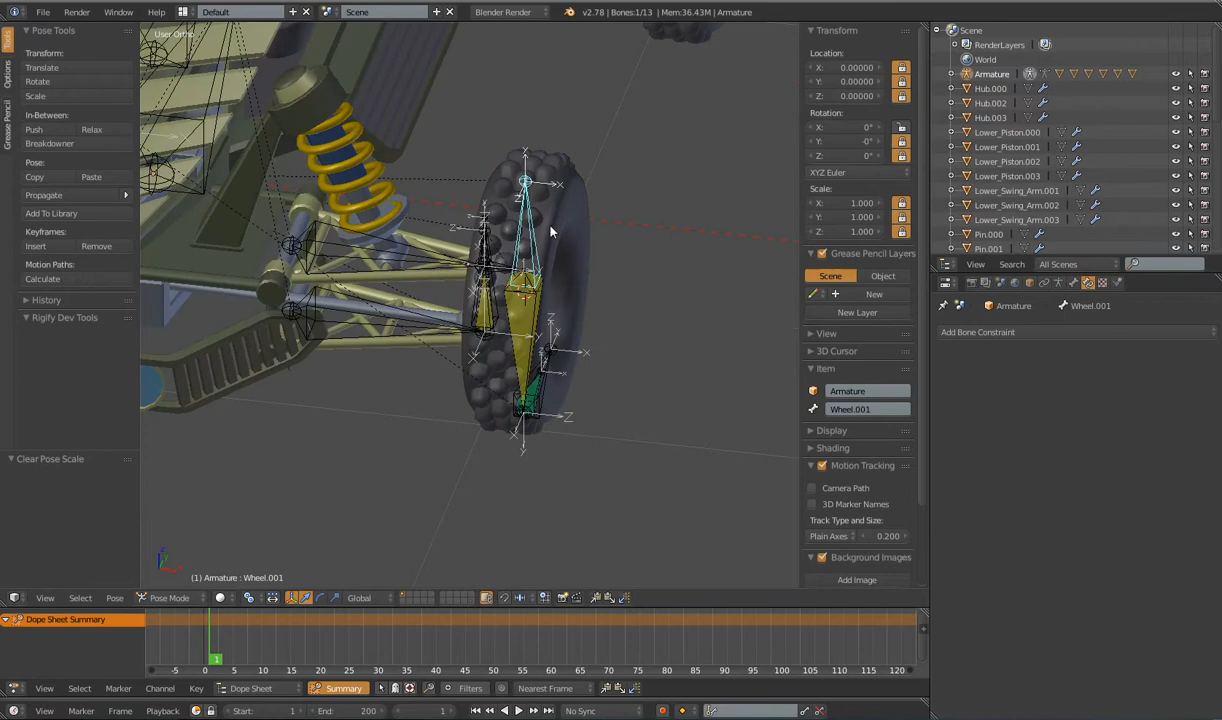 File Render Window Help Default Scene Blender Render v2.78 | Bones:1/13 | Mem:36.43M | Armature
Tools
Options
Grease Pencil
Pose Tools
Transform:
Translate
Rotate
Scale
In-Between:
Push Relax
Breakdowner
Pose:
Copy Paste
Propagate
Add To Library
Keyframes:
Insert Remove
Motion Paths:
Calculate
History
Rigify Dev Tools
Clear Pose Scale
User Ortho
(1) Armature : Wheel.001
View Select Pose Pose Mode Global
Transform
Location:
X: 0.00000
Y: 0.00000
Z: 0.00000
Rotation:
X: 0°
Y: -0°
Z: 0°
XYZ Euler
Scale:
X: 1.000
Y: 1.000
Z: 1.000
Grease Pencil Layers
Scene Object
New
New Layer
View
3D Cursor
Item
Armature
Wheel.001
Display
Shading
Motion Tracking
Camera Path
3D Marker Names
Track Type and Size:
Plain Axes 0.200
Background Images
Add Image
Scene
RenderLayers
World
Armature
Hub.000
Hub.002
Hub.003
Lower_Piston.000
Lower_Piston.001
Lower_Piston.002
Lower_Piston.003
Lower_Swing_Arm.001
Lower_Swing_Arm.002
Lower_Swing_Arm.003
Pin.000
Pin.001
View Search All Scenes
Armature Wheel.001
Add Bone Constraint
Dope Sheet Summary
1
-5 0 5 10 15 20 25 30 35 40 45 50 55 60 65 70 75 80 85 90 95 100 105 110 115 120
View Select Marker Channel Key Dope Sheet Summary Filters Nearest Frame
View Marker Frame Playback Start: 1 End: 200 1 No Sync